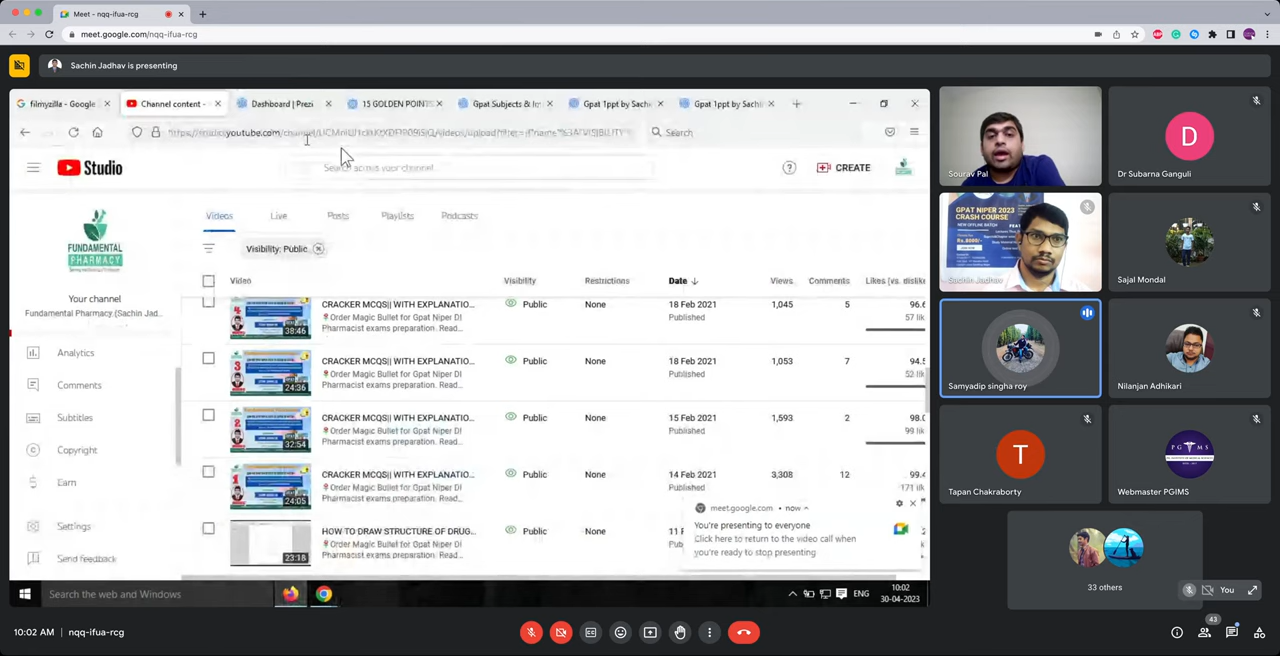 Meet - nqq-ifua-rcg
meet.google.com/nqq-ifua-rcg
Sachin Jadhav is presenting
filmyzilla - Google
Channel content -
Dashboard | Prezi
15 GOLDEN POINTS
Gpat Subjects & Im
Gpat 1ppt by Sachi
Gpat 1ppt by Sachi
Search
Studio
Search across your channel
CREATE
FUNDAMENTAL
PHARMACY
Your channel
Fundamental Pharmacy {Sachin Jad...
Analytics
Comments
Subtitles
Copyright
Earn
Settings
Send feedback
Videos Live Posts Playlists Podcasts
Visibility: Public
Video Visibility Restrictions Date Views Comments Likes (vs. dislike
38:46
CRACKER MCQS|| WITH EXPLANATIO... Public None 18 Feb 2021 1,045 5 96.6
Order Magic Bullet for Gpat Niper DI Published 57 lik
Pharmacist exams preparation. Read...
24:36
CRACKER MCQS|| WITH EXPLANATIO... Public None 18 Feb 2021 1,053 7 94.5
Order Magic Bullet for Gpat Niper DI Published 52 lik
Pharmacist exams preparation. Read...
32:54
CRACKER MCQS|| WITH EXPLANATIO... Public None 15 Feb 2021 1,593 2 98.0
Order Magic Bullet for Gpat Niper DI Published 99 lik
Pharmacist exams preparation. Read...
24:05
CRACKER MCQS|| WITH EXPLANATIO... Public None 14 Feb 2021 3,308 12 99.4
Order Magic Bullet for Gpat Niper DI Published 171 lik
Pharmacist exams preparation. Read...
23:18
HOW TO DRAW STRUCTURE OF DRUG... Public None 11 F
Order Magic Bullet for Gpat Niper DI
Pharmacist exams preparation. Read...
meet.google.com • now
You're presenting to everyone
Click here to return to the video call when
you're ready to stop presenting
Search the web and Windows
ENG
10:02
30-04-2023
Sourav Pal
D
Dr Subarna Ganguli
GPAT NIPER 2023
CRASH COURSE
Rs.8080/-
Sachin Jadhav
Sajal Mondal
Samyadip singha roy
Nilanjan Adhikari
T
Tapan Chakraborty
PGIMS
Webmaster PGIMS
33 others
You
10:02 AM | nqq-ifua-rcg
43